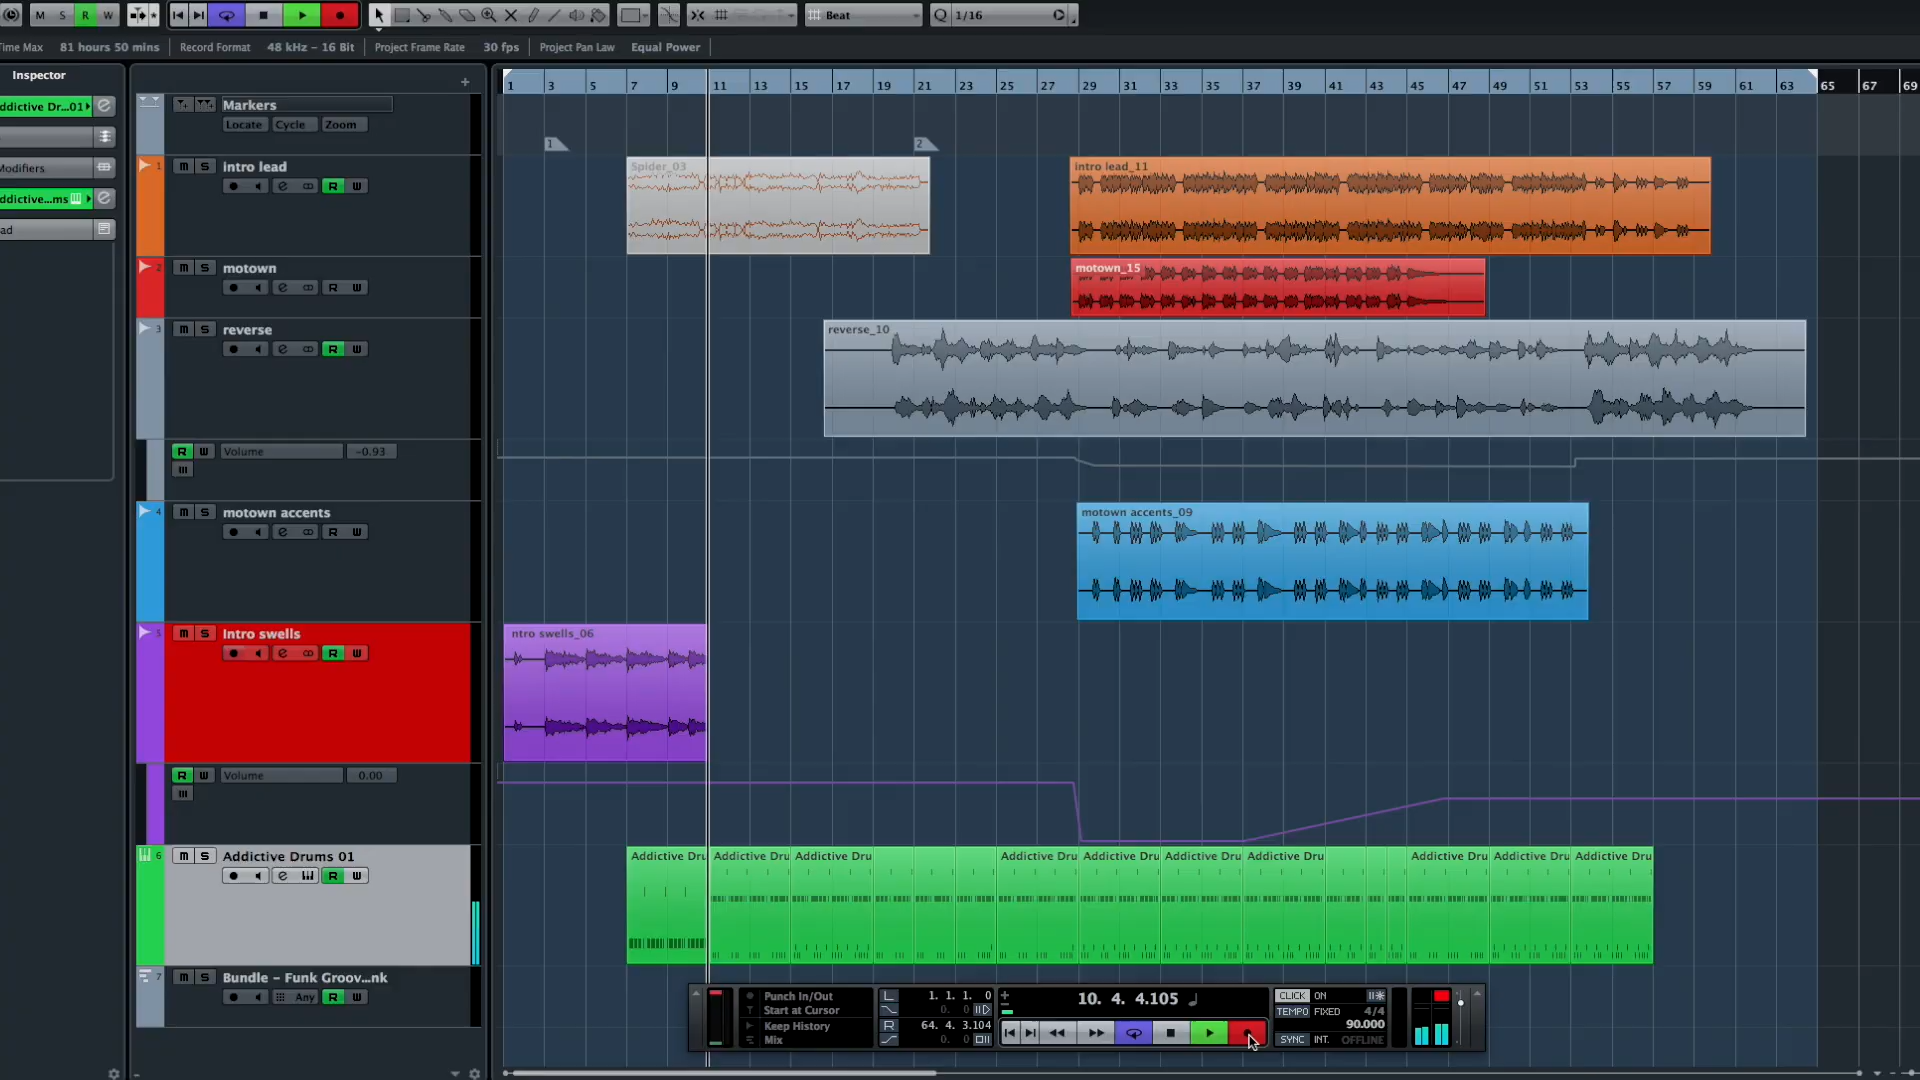 M S R W
Beat
Q 1/16
Time Max 81 hours 50 mins Record Format 48 kHz - 16 Bit Project Frame Rate 30 fps Project Pan Law Equal Power
Inspector
1 3 5 7 9 11 13 15 17 19 21 23 25 27 29 31 33 35 37 39 41 43 45 47 49 51 53 55 57 59 61 63 65 67 69
ddictive Dr...01
Modifiers
ddictive...ms
ad
Markers
Locate Cycle Zoom
1 2
1 M S intro lead
R W
Spider_03
intro lead_11
2 M S motown
R W
motown_15
3 M S reverse
R W
reverse_10
R W Volume -0.93
4 M S motown accents
R W
motown accents_09
5 M S Intro swells
R W
ntro swells_06
R W Volume 0.00
6 M S Addictive Drums 01
R W
Addictive Dru Addictive Dru Addictive Dru Addictive Dru Addictive Dru Addictive Dru Addictive Dru Addictive Dru Addictive Dru Addictive Dru
7 M S Bundle - Funk Groov...nk
Any R W
Punch In/Out
Start at Cursor
Keep History
Mix
L 1. 1. 1. 0
0. 0
R 64. 4. 3.104
0. 0
10. 4. 4.105
CLICK ON
TEMPO FIXED 4/4
90.000
SYNC INT. OFFLINE